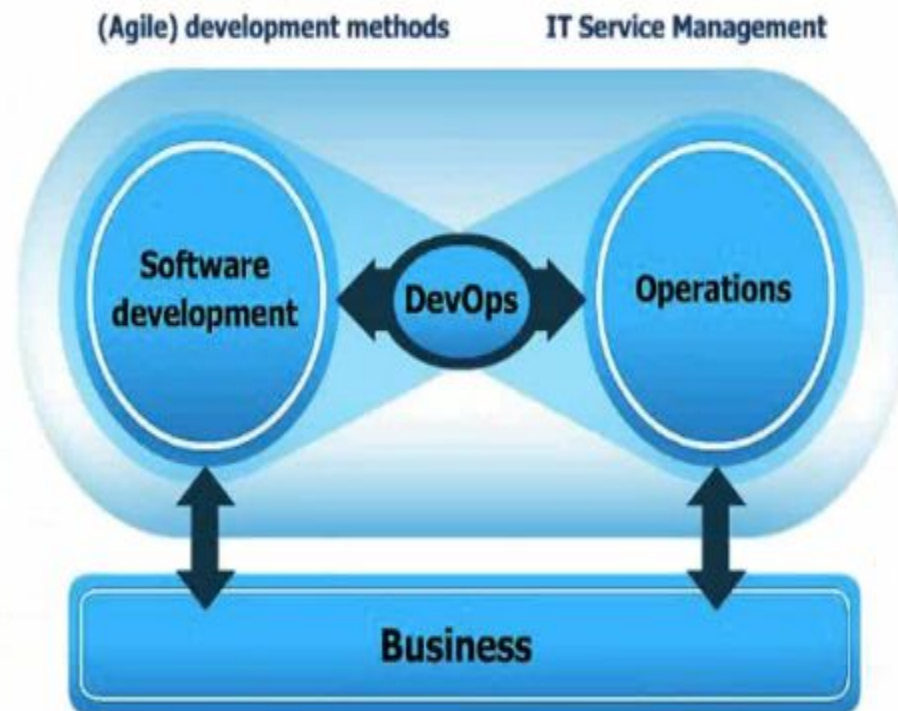 (Agile) development methods
IT Service Management
Software
development
DevOps
Operations
Business